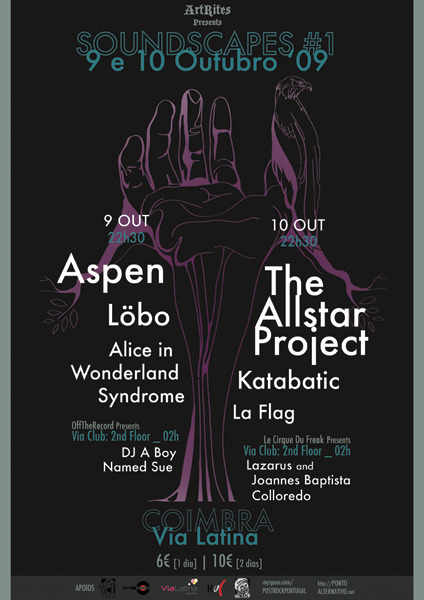 ArtRites
Presents
SOUNDSCAPES #1
9 e 10 Outubro '09
9 OUT
22h30
Aspen
Löbo
Alice in
Wonderland
Syndrome
OffTheRecord Presents
Via Club: 2nd Floor _ 02h
DJ A Boy
Named Sue
10 OUT
22h30
The
Allstar
Project
Katabatic
La Flag
Le Cirque Du Freak Presents
Via Club: 2nd Floor _ 02h
Lazarus and
Joannes Baptista
Colloredo
COIMBRA
Via Latina
6€ [1 dia] | 10€ [2 dias]
APOIOS
ViaLatina
myspace.com/
POSTROCKPORTUGAL
http://PONTO
ALTERNATIVO.net